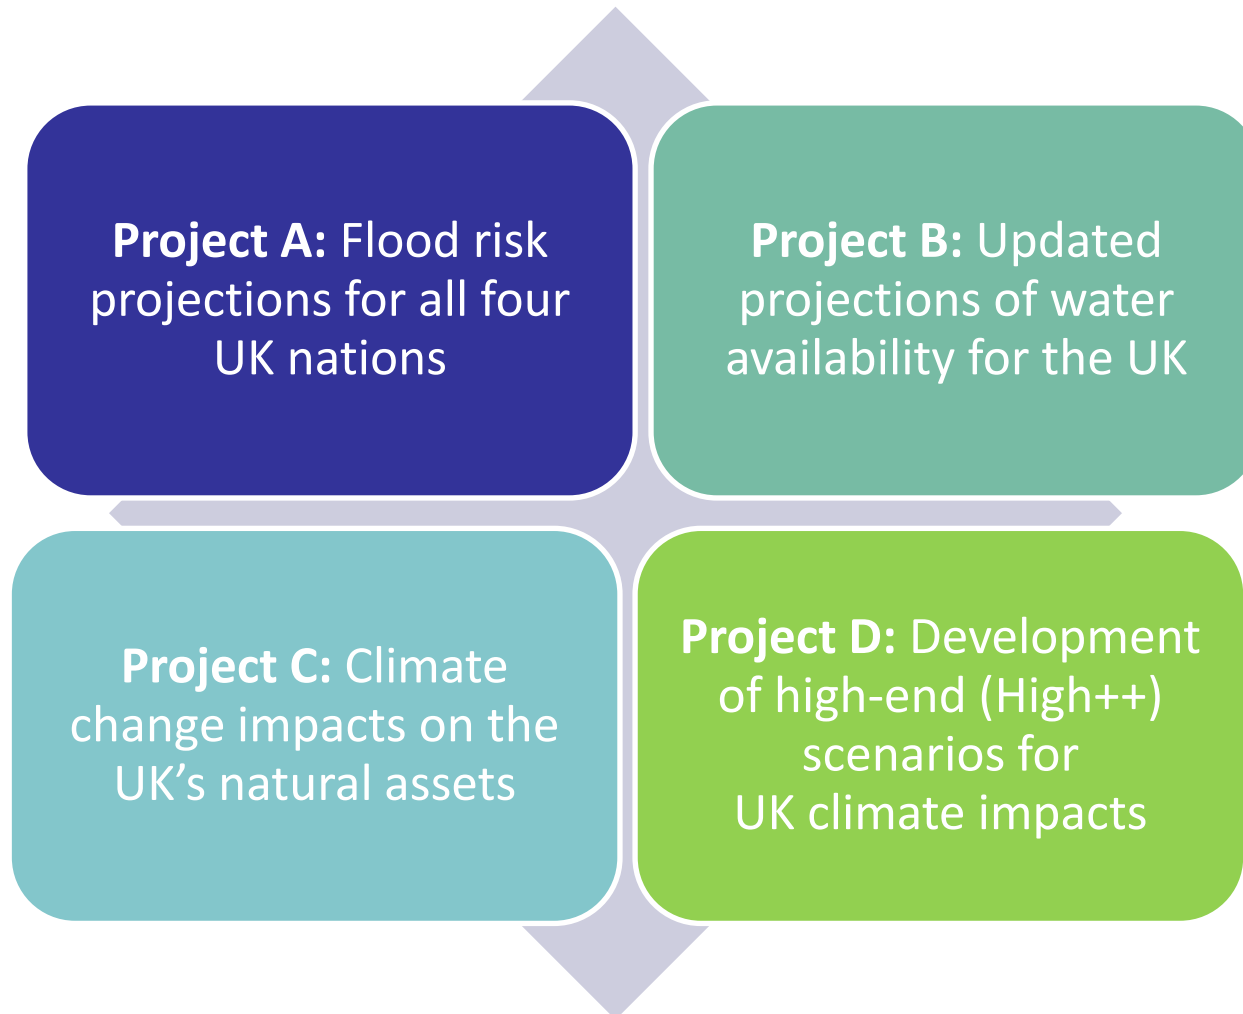 Project A: Flood risk
projections for all four
UK nations
Project B: Updated
projections of water
availability for the UK
Project C: Climate
change impacts on the
UK’s natural assets
Project D: Development
of high-end (High++)
scenarios for
UK climate impacts